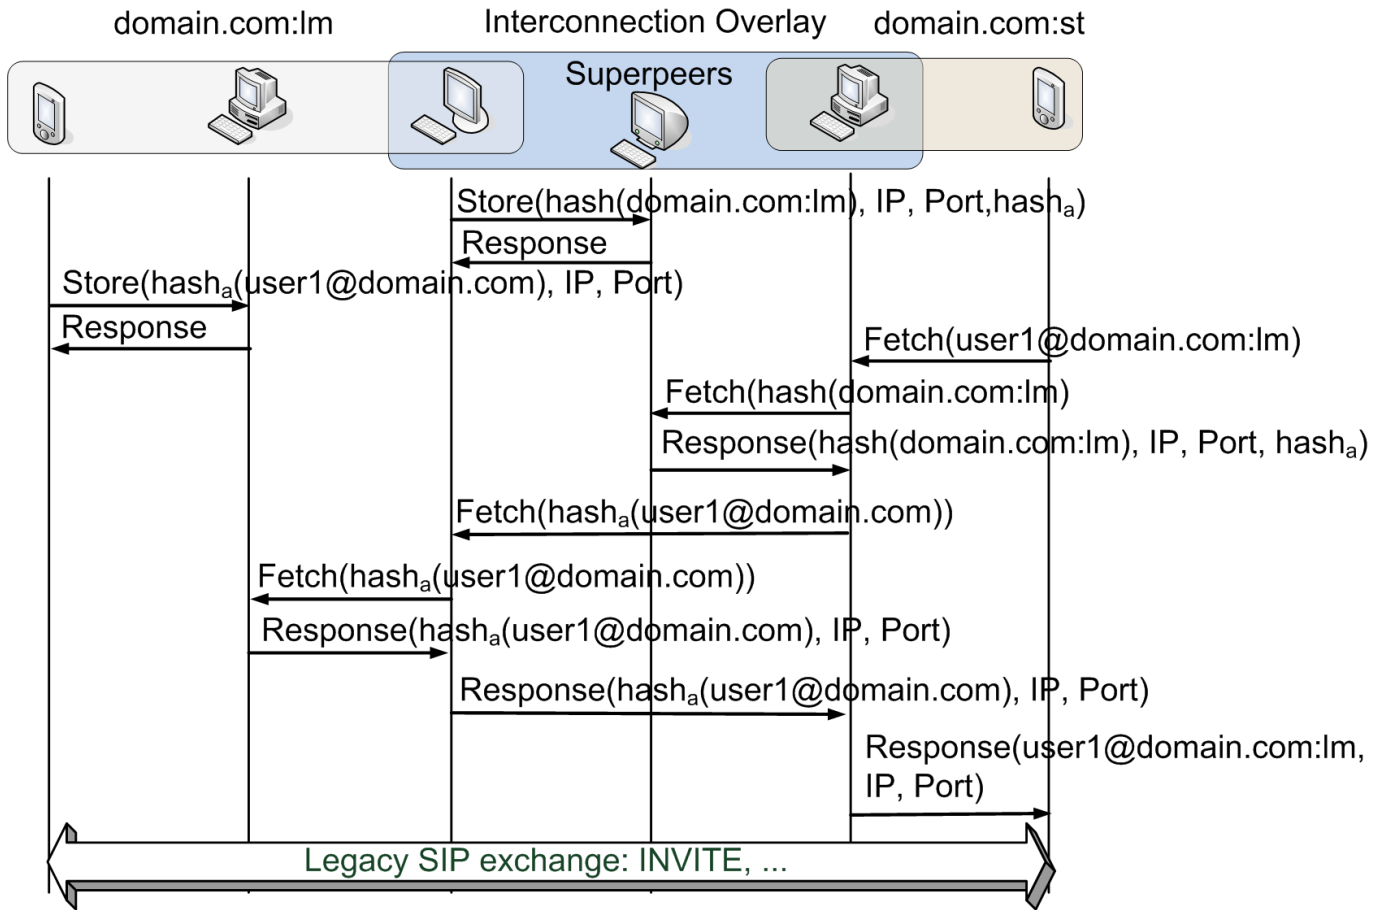 domain.com:lm
Interconnection Overlay
domain.com:st
Superpeers
Store(hash(domain.com:lm), IP, Port,hashₐ)
Response
Store(hashₐ(user1@domain.com), IP, Port)
Response
Fetch(user1@domain.com:lm)
Fetch(hash(domain.com:lm)
Response(hash(domain.com:lm), IP, Port, hashₐ)
Fetch(hashₐ(user1@domain.com))
Fetch(hashₐ(user1@domain.com))
Response(hashₐ(user1@domain.com), IP, Port)
Response(hashₐ(user1@domain.com), IP, Port)
Response(user1@domain.com:lm,
IP, Port)
Legacy SIP exchange: INVITE, ...